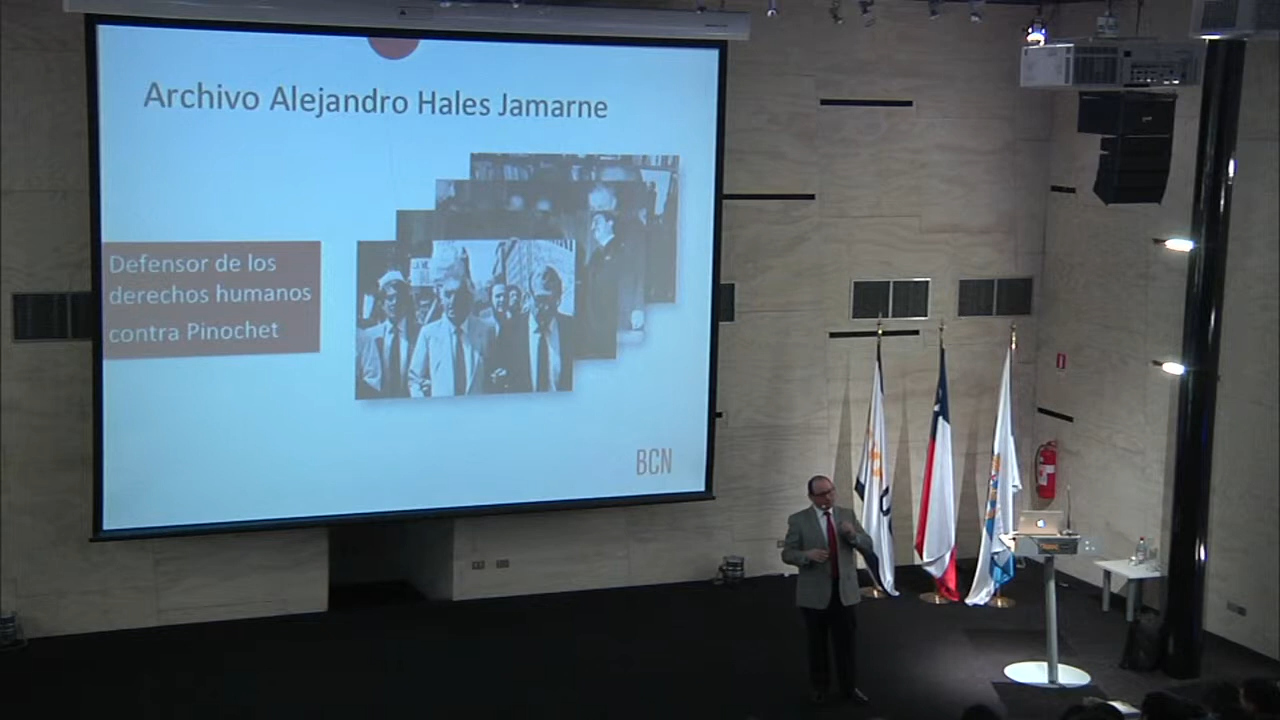 Archivo Alejandro Hales Jamarne
Defensor de los
derechos humanos
contra Pinochet
BCN